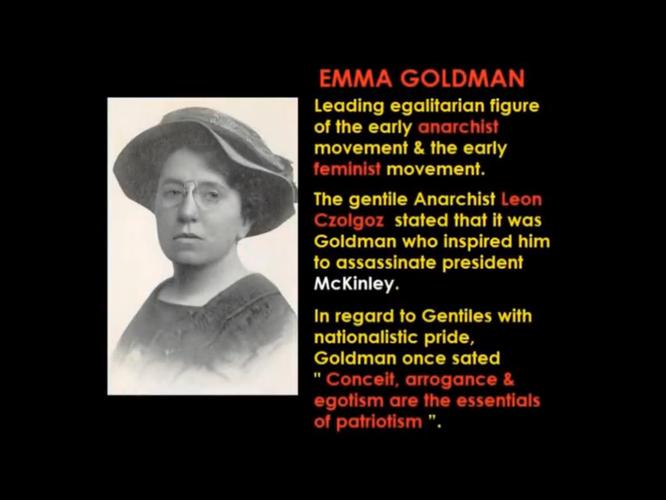 EMMA GOLDMAN
Leading egalitarian figure
of the early anarchist
movement & the early
feminist movement.
The gentile Anarchist Leon
Czolgoz stated that it was
Goldman who inspired him
to assassinate president
McKinley.
In regard to Gentiles with
nationalistic pride,
Goldman once sated
" Conceit, arrogance &
egotism are the essentials
of patriotism ".